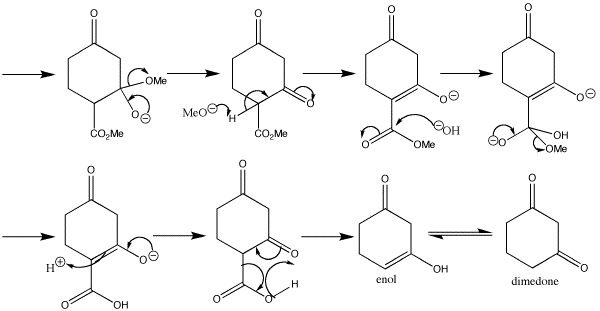 O O O O
OMe O⊖ CO₂Me
MeO⊖ H O CO₂Me
O⊖ O OMe ⊖OH
O⊖ ⊖O OH OMe
O O O O
H⊕ O⊖ O OH
O O O H
OH O
enol dimedone